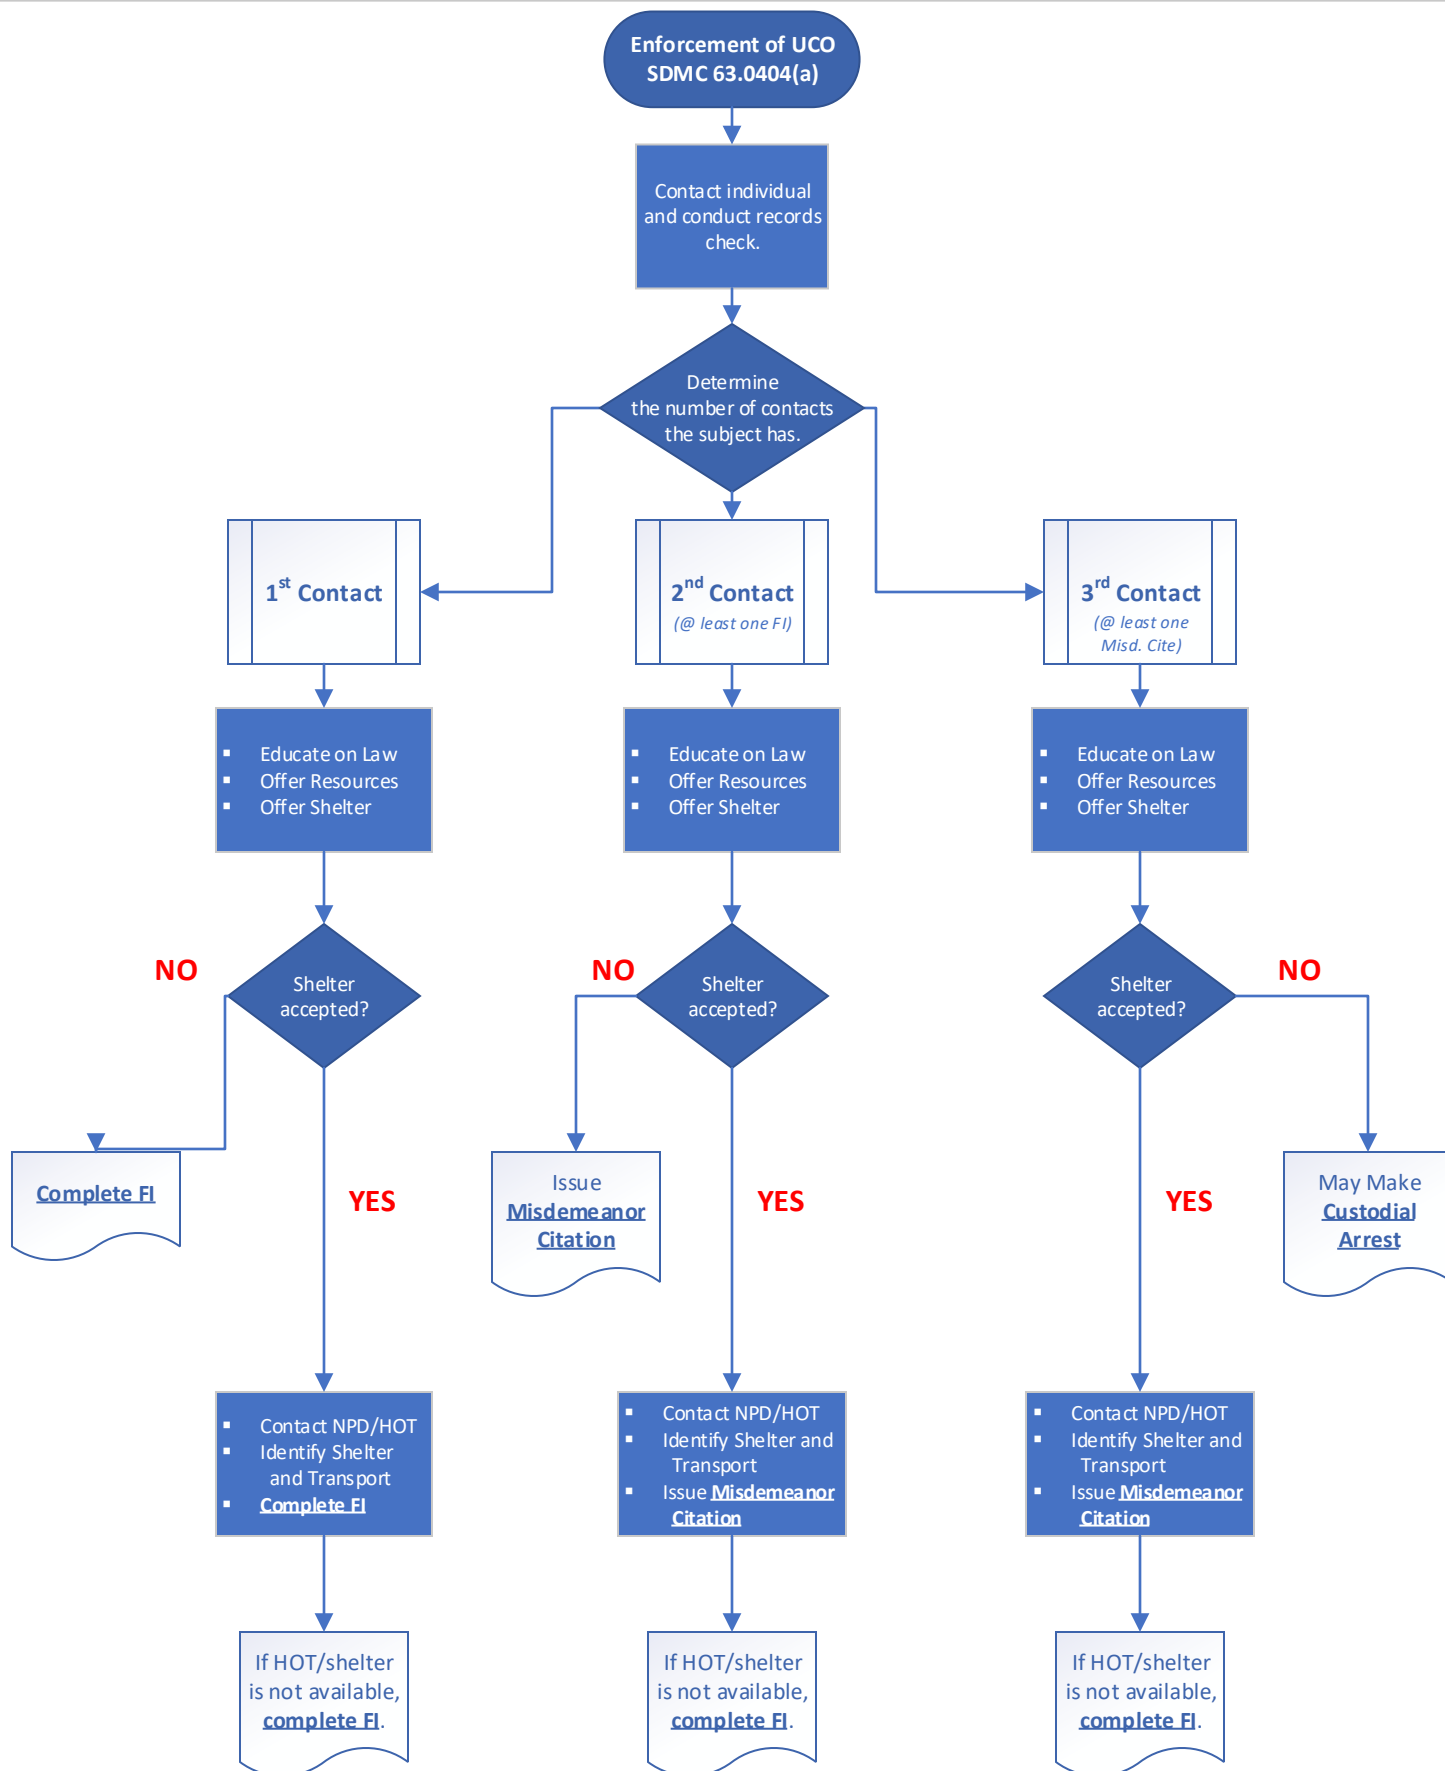 Enforcement of UCO
SDMC 63.0404(a)
Contact individual
and conduct records
check.
Determine
the number of contacts
the subject has.
1st Contact
2nd Contact
(@ least one FI)
3rd Contact
(@ least one
Misd. Cite)
▪ Educate on Law
▪ Offer Resources
▪ Offer Shelter
▪ Educate on Law
▪ Offer Resources
▪ Offer Shelter
▪ Educate on Law
▪ Offer Resources
▪ Offer Shelter
NO
Shelter
accepted?
NO
Shelter
accepted?
Shelter
accepted?
NO
Complete FI
YES
Issue
Misdemeanor
Citation
YES
YES
May Make
Custodial
Arrest
▪ Contact NPD/HOT
▪ Identify Shelter
and Transport
▪ Complete FI
▪ Contact NPD/HOT
▪ Identify Shelter and
Transport
▪ Issue Misdemeanor
Citation
▪ Contact NPD/HOT
▪ Identify Shelter and
Transport
▪ Issue Misdemeanor
Citation
If HOT/shelter
is not available,
complete FI.
If HOT/shelter
is not available,
complete FI.
If HOT/shelter
is not available,
complete FI.